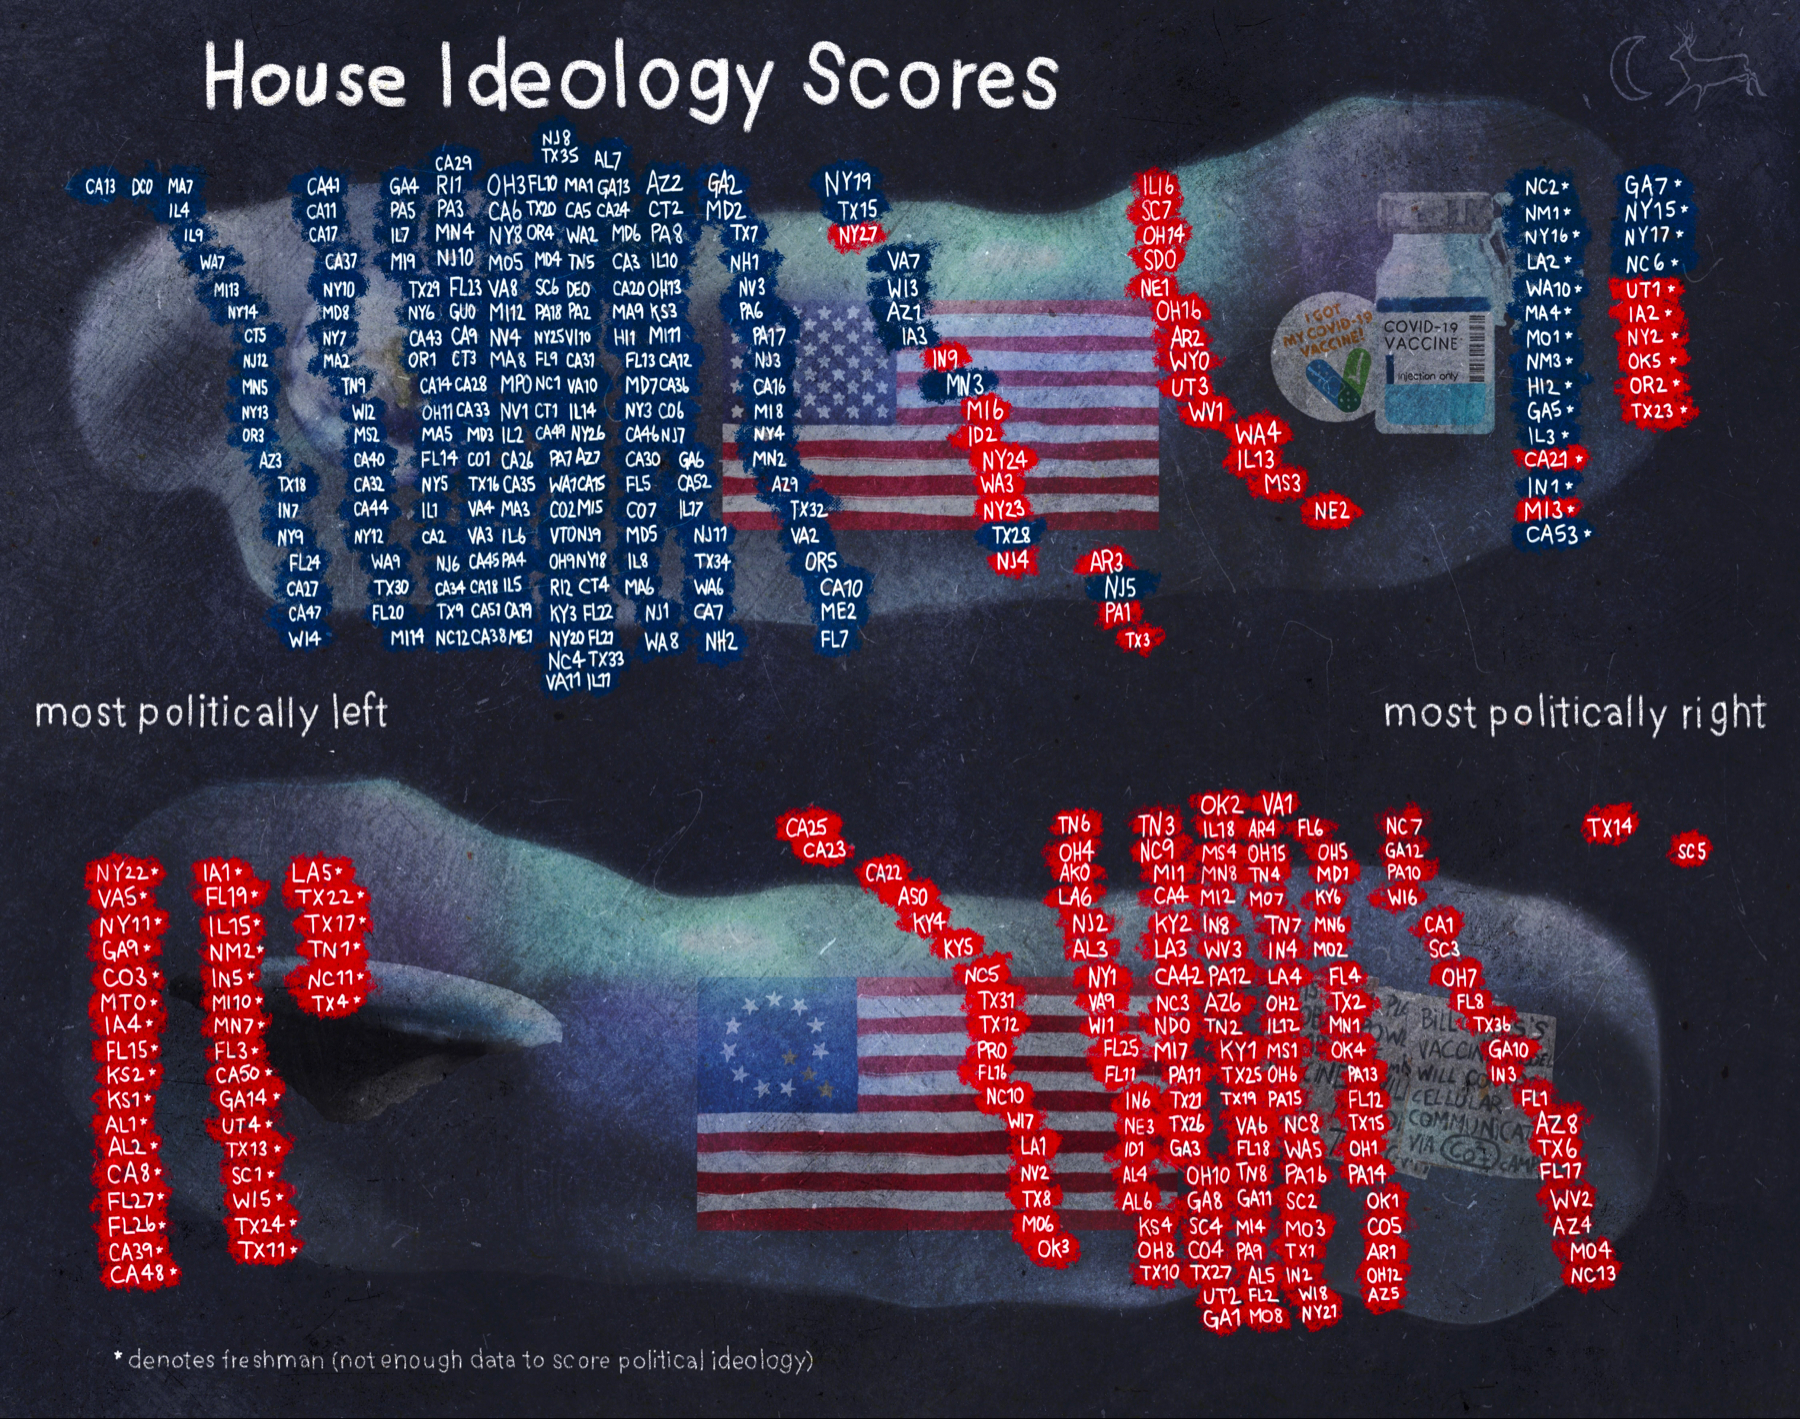 House Ideology Scores
NJ8
CA29 TX35 AL7
CA13 DC0 MA7 CA41 GA4 RI1 OH3 FL10 MA1 GA13 AZ2 GA2 NY19 IL16 NC2* GA7*
IL4 CA11 PA5 PA3 CA6 TX20 CA5 CA24 CT2 MD2 TX15 SC7 NM1* NY15*
IL9 CA17 IL7 MN4 NY8 OR4 WA2 MD6 PA8 TX7 NY27 OH14 NY16* NY17*
WA7 CA37 MI9 NJ10 MO5 MD4 TN5 CA3 IL10 NH1 VA7 SD0 LA2* NC6*
MI13 NY10 TX29 FL23 VA8 SC6 DE0 CA20 OH13 NV3 WI3 NE1 WA10* UT1*
NY14 MD8 NY6 GU0 MI12 PA18 PA2 MA9 KS3 PA6 AZ1 OH16 MA4* IA2*
CT5 NY7 CA43 CA9 NV4 NY25 VI10 HI1 MI11 PA17 IA3 AR2 MO1* NY2*
I GOT MY COVID-19 VACCINE!
COVID-19 VACCINE
injection only
NJ12 MA2 OR1 CT3 MA8 FL9 CA31 FL13 CA12 NJ3 IN9 WY0 NM3* OK5*
MN5 TN9 CA14 CA28 MP0 NC1 VA10 MD7 CA36 CA16 MN3 UT3 HI2* OR2*
NY13 WI2 OH11 CA33 NV1 CT1 IL14 NY3 CO6 MI8 MI6 WV1 GA5* TX23*
OR3 MS2 MA5 MD3 IL2 CA49 NY26 CA46 NJ7 NY4 ID2 WA4 IL3*
AZ3 CA40 FL14 CO1 CA26 PA7 AZ7 CA30 GA6 MN2 NY24 IL13 CA21*
TX18 CA32 NY5 TX16 CA35 WA1 CA15 FL5 CA52 AZ9 WA3 MS3 IN1*
IN7 CA44 IL1 VA4 MA3 CO2 MI5 CO7 IL17 TX32 NY23 NE2 MI3*
NY9 NY12 CA2 VA3 IL6 VT0 NJ9 MD5 NJ11 VA2 TX28 CA53*
FL24 WA9 NJ6 CA45 PA4 OH9 NY18 IL8 TX34 OR5 NJ4 AR3
CA27 TX30 CA34 CA18 IL5 RI2 CT4 MA6 WA6 CA10 NJ5
CA47 FL20 TX9 CA51 CA19 KY3 FL22 NJ1 CA7 ME2 PA1
WI4 MI14 NC12 CA38 ME1 NY20 FL21 WA8 NH2 FL7 TX3
NC4 TX33
VA11 IL11
most politically left most politically right
OK2 VA1
CA25 TN6 TN3 IL18 AR4 FL6 NC7 TX14
CA23 OH4 NC9 MS4 OH15 OH5 GA12 SC5
NY22* IA1* LA5* CA22 AK0 MI1 MN8 TN4 MD1 PA10
VA5* FL19* TX22* AS0 LA6 CA4 MI2 MO7 KY6 WI6
NY11* IL15* TX17* KY4 NJ2 KY2 IN8 TN7 MN6 CA1
GA9* NM2* TN1* KY5 AL3 LA3 WV3 IN4 MO2 SC3
CO3* IN5* NC11* NC5 NY1 CA42 PA12 LA4 FL4 OH7
MT0* MI10* TX4* TX31 VA9 NC3 AZ6 OH2 TX2 FL8
IA4* MN7* TX12 WI1 ND0 TN2 IL12 MN1 TX36
FL15* FL3* PR0 FL25 MI7 KY1 MS1 OK4 GA10
KS2* CA50* FL16 FL11 PA11 TX25 OH6 PA13 IN3
KS1* GA14* NC10 IN6 TX21 TX19 PA15 FL12 FL1
AL1* UT4* WI7 NE3 TX26 VA6 NC8 TX15 AZ8
AL2* TX13* LA1 ID1 GA3 FL18 WA5 OH1 TX6
CA8* SC1* NV2 AL4 OH10 TN8 PA16 PA14 FL17
FL27* WI5* TX8 AL6 GA8 GA11 SC2 OK1 WV2
FL26* TX24* MO6 KS4 SC4 MI4 MO3 CO5 AZ4
CA39* TX11* OK3 OH8 CO4 PA9 TX1 AR1 MO4
CA48* TX10 TX27 AL5 IN2 OH12 NC13
UT2 FL2 WI8 AZ5
GA1 MO8 NY21
BILL
VACCINE
WILL
CELLULAR
COMMUNICAT
VIA
* denotes freshman (not enough data to score political ideology)